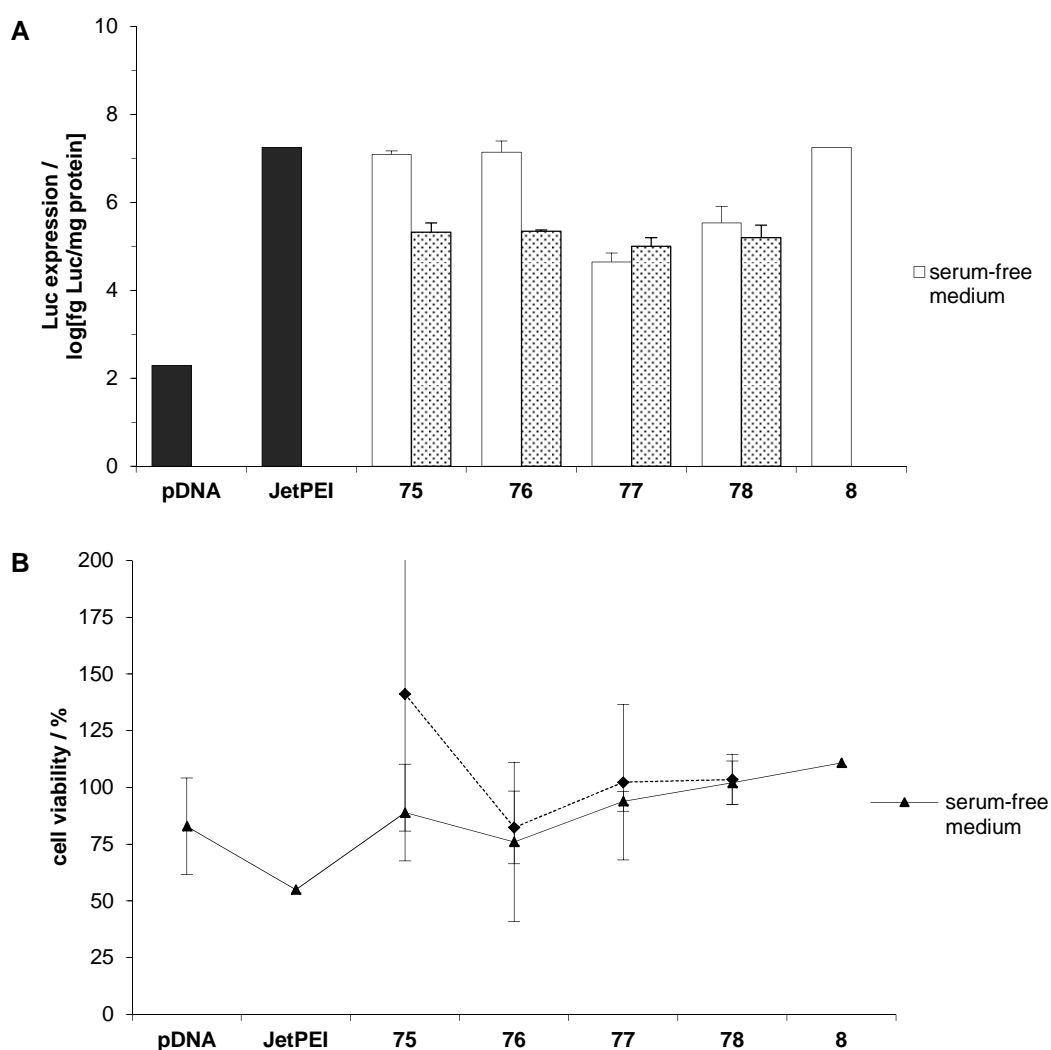 A
10
8
6
4
2
0
Luc expression /
log[fg Luc/mg protein]
pDNA JetPEI 75 76 77 78 8
serum-free
medium
B
200
175
150
125
100
75
50
25
0
cell viability / %
pDNA JetPEI 75 76 77 78 8
serum-free
medium